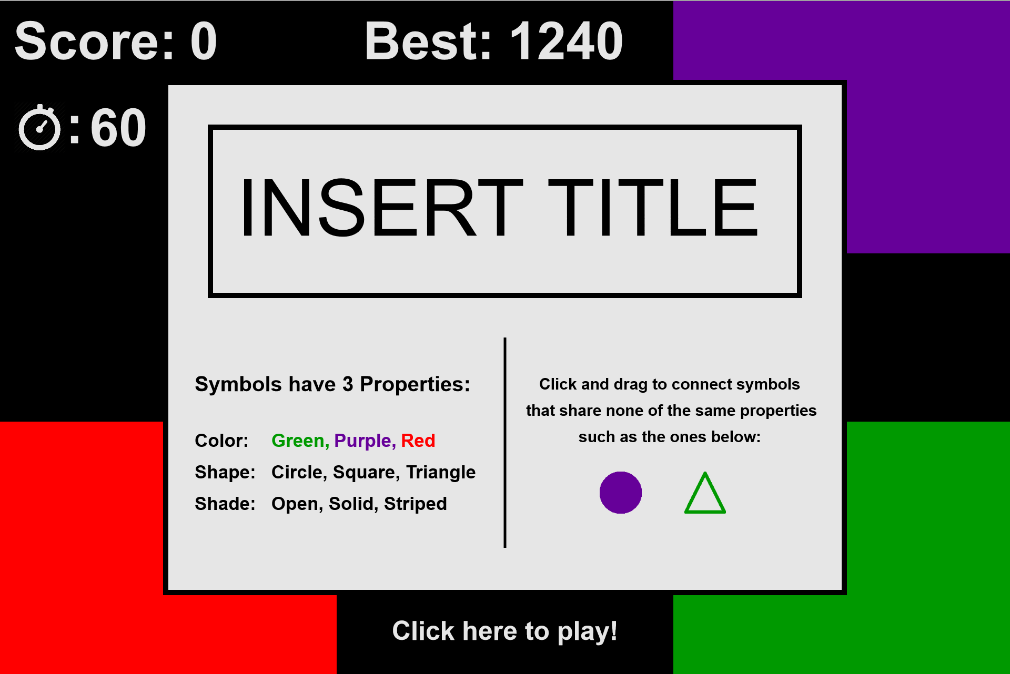 Score: 0
Best: 1240
: 60
INSERT TITLE
Symbols have 3 Properties:
Color: Green, Purple, Red
Shape: Circle, Square, Triangle
Shade: Open, Solid, Striped
Click and drag to connect symbols
that share none of the same properties
such as the ones below:
Click here to play!